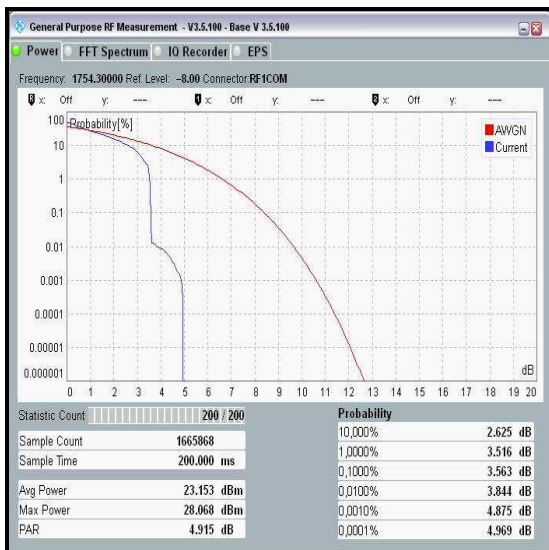 General Purpose RF Measurement - V3.5.100 - Base V 3.5.100
Power FFT Spectrum IQ Recorder EPS
Frequency: 1754.30000 Ref. Level: -8.00 Connector:RF1COM
x: Off y: --- 1 x: Off y: --- 2 x: Off y: ---
Probability[%]
AWGN
Current
100
10
1
0.1
0.01
0.001
0.0001
0.00001
0.000001
dB
0 1 2 3 4 5 6 7 8 9 10 11 12 13 14 15 16 17 18 19 20
Statistic Count 200 / 200
Sample Count 1665868
Sample Time 200.000 ms
Avg Power 23.153 dBm
Max Power 28.068 dBm
PAR 4.915 dB
Probability
10,000% 2.625 dB
1,0000% 3.516 dB
0,1000% 3.563 dB
0,0100% 3.844 dB
0,0010% 4.875 dB
0,0001% 4.969 dB